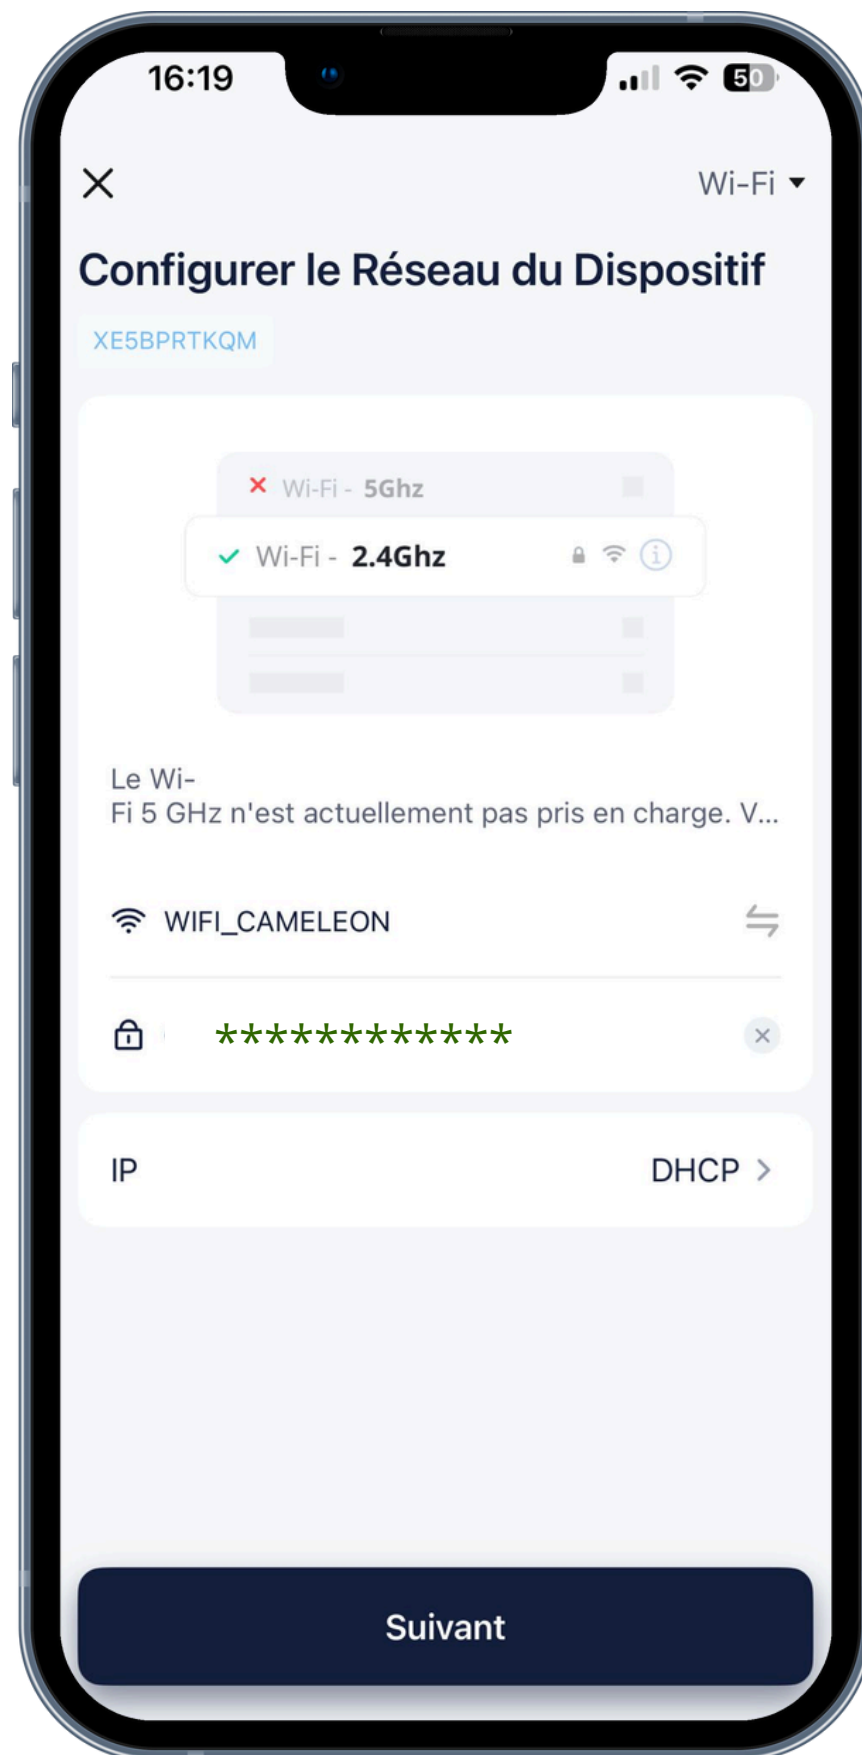 16:19
50
Wi-Fi
Configurer le Réseau du Dispositif
XE5BPRTKQM
Wi-Fi - 5Ghz
Wi-Fi - 2.4Ghz
Le Wi-
Fi 5 GHz n'est actuellement pas pris en charge. V...
WIFI_CAMELEON
************
IP
DHCP
Suivant